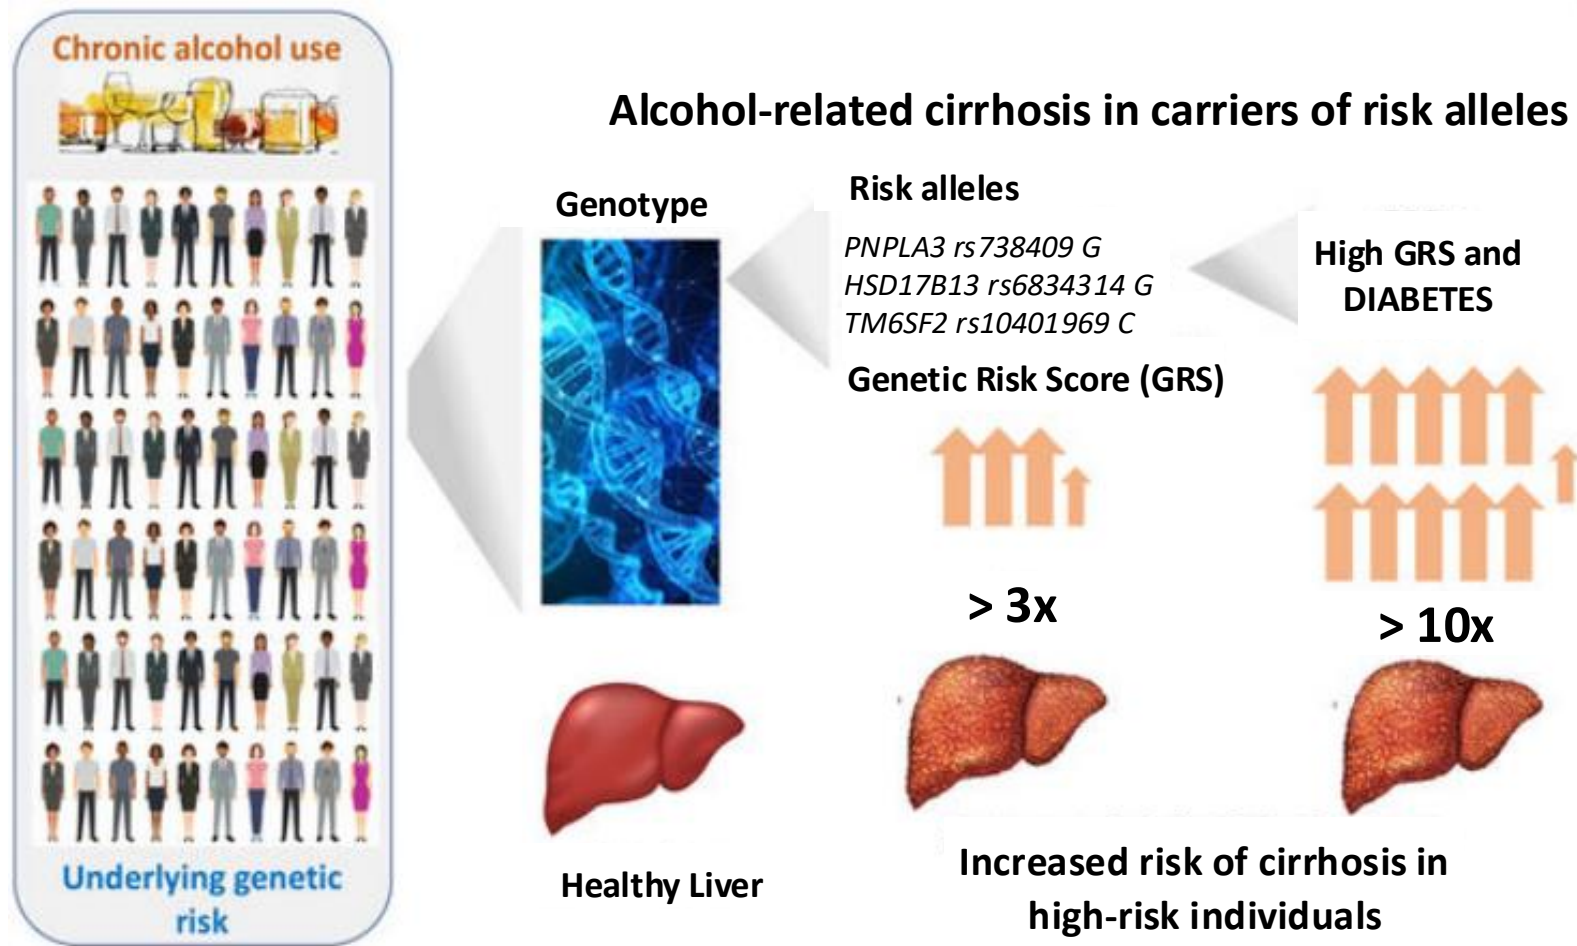 Chronic alcohol use
Underlying genetic
risk
Alcohol-related cirrhosis in carriers of risk alleles
Genotype
Healthy Liver
Risk alleles
PNPLA3 rs738409 G
HSD17B13 rs6834314 G
TM6SF2 rs10401969 C
Genetic Risk Score (GRS)
> 3x
High GRS and
DIABETES
> 10x
Increased risk of cirrhosis in
high-risk individuals